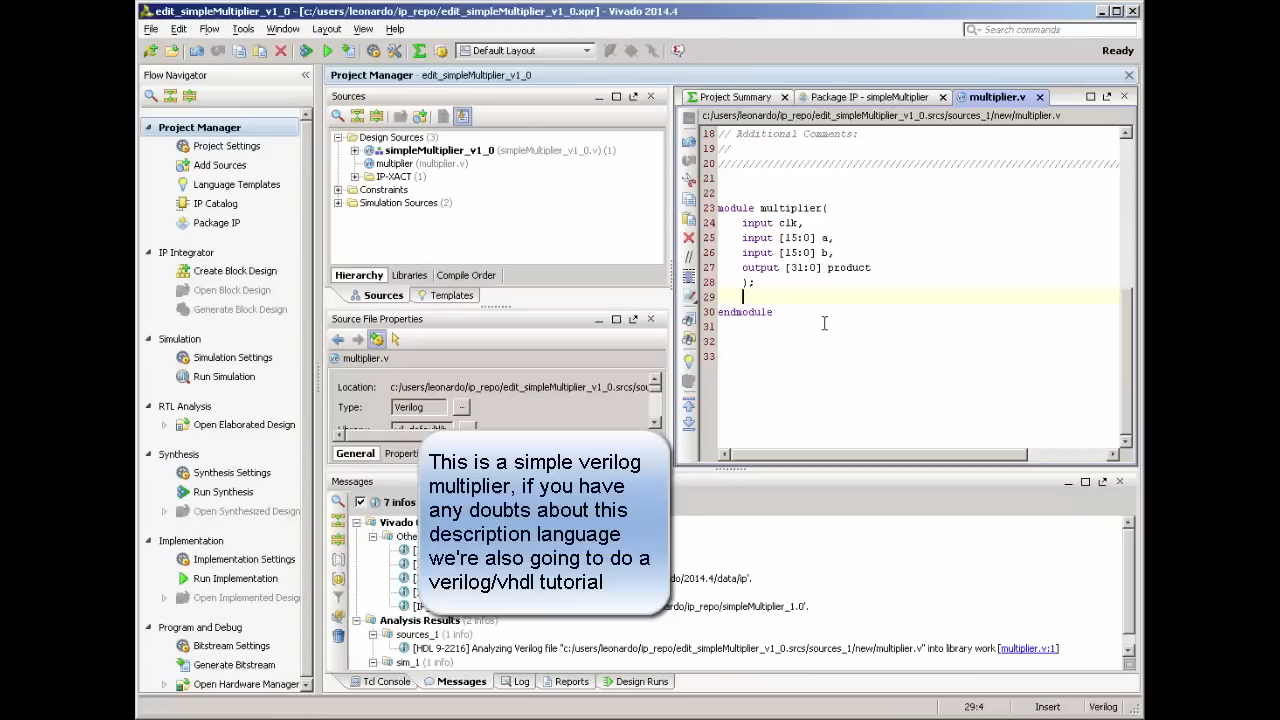 edit_simpleMultiplier_v1_0 - [c:/users/leonardo/ip_repo/edit_simpleMultiplier_v1_0.xpr] - Vivado 2014.4
File Edit Flow Tools Window Layout View Help
Search commands
Default Layout
Ready
Flow Navigator
Project Manager
Project Settings
Add Sources
Language Templates
IP Catalog
Package IP
IP Integrator
Create Block Design
Open Block Design
Generate Block Design
Simulation
Simulation Settings
Run Simulation
RTL Analysis
Open Elaborated Design
Synthesis
Synthesis Settings
Run Synthesis
Open Synthesized Design
Implementation
Implementation Settings
Run Implementation
Open Implemented Desig
Program and Debug
Bitstream Settings
Generate Bitstream
Open Hardware Manager
Project Manager - edit_simpleMultiplier_v1_0
Sources
Design Sources (3)
simpleMultiplier_v1_0 (simpleMultiplier_v1_0.v) (1)
multiplier (multiplier.v)
IP-XACT (1)
Constraints
Simulation Sources (2)
Hierarchy Libraries Compile Order
Sources Templates
Source File Properties
multiplier.v
Location: c:/users/leonardo/ip_repo/edit_simpleMultiplier_v1_0.srcs/sou
Type: Verilog
General
Project Summary Package IP - simpleMultiplier multiplier.v
c:/users/leonardo/ip_repo/edit_simpleMultiplier_v1_0.srcs/sources_1/new/multiplier.v
18 // Additional Comments:
19 //
20 //////////////////////////////////////////////////////////////////
21
22
23 module multiplier(
24 input clk,
25 input [15:0] a,
26 input [15:0] b,
27 output [31:0] product
28 );
29
30 endmodule
31
32
33
This is a simple verilog
multiplier, if you have
any doubts about this
description language
we're also going to do a
verilog/vhdl tutorial
Messages
7 infos
Vivado
Othe
o/2014.4/data/ip'.
ardo/ip_repo/simpleMultiplier_1.0'.
Analysis Results (2 infos)
sources_1 (1 info)
[HDL 9-2216] Analyzing Verilog file "c:/users/leonardo/ip_repo/edit_simpleMultiplier_v1_0.srcs/sources_1/new/multiplier.v" into library work [multiplier.v:1]
sim_1 (1 info)
Tcl Console Messages Log Reports Design Runs
29:4 Insert Verilog